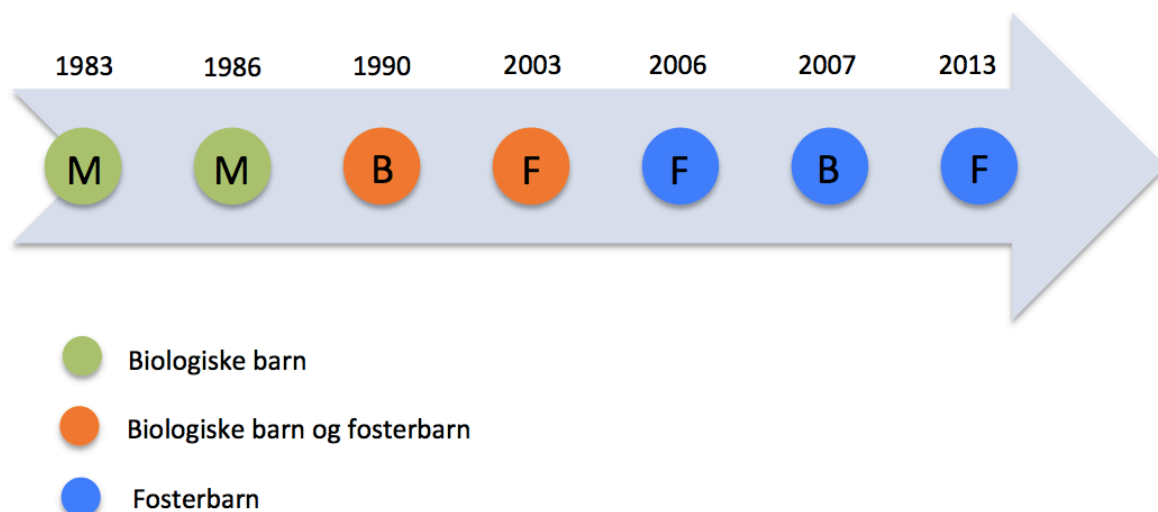 1983 1986 1990 2003 2006 2007 2013
M M B F F B F
Biologiske barn
Biologiske barn og fosterbarn
Fosterbarn